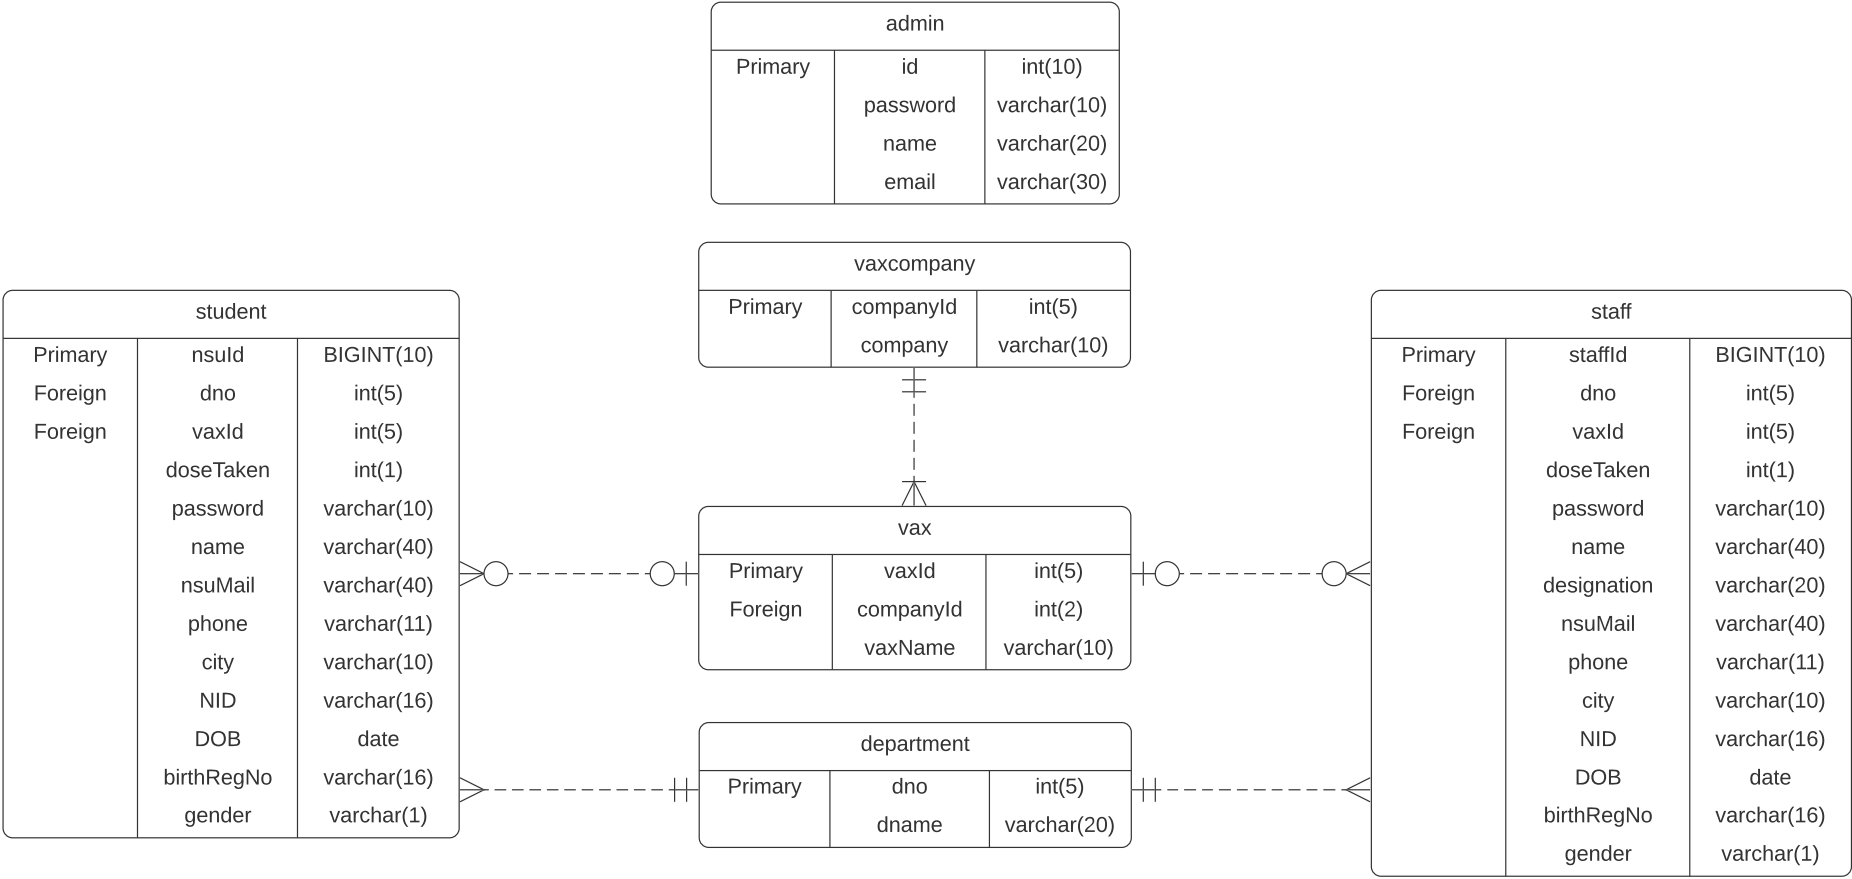 admin
Primary id int(10)
password varchar(10)
name varchar(20)
email varchar(30)
vaxcompany
Primary companyId int(5)
company varchar(10)
student
Primary nsuId BIGINT(10)
Foreign dno int(5)
Foreign vaxId int(5)
doseTaken int(1)
password varchar(10)
name varchar(40)
nsuMail varchar(40)
phone varchar(11)
city varchar(10)
NID varchar(16)
DOB date
birthRegNo varchar(16)
gender varchar(1)
vax
Primary vaxId int(5)
Foreign companyId int(2)
vaxName varchar(10)
department
Primary dno int(5)
dname varchar(20)
staff
Primary staffId BIGINT(10)
Foreign dno int(5)
Foreign vaxId int(5)
doseTaken int(1)
password varchar(10)
name varchar(40)
designation varchar(20)
nsuMail varchar(40)
phone varchar(11)
city varchar(10)
NID varchar(16)
DOB date
birthRegNo varchar(16)
gender varchar(1)